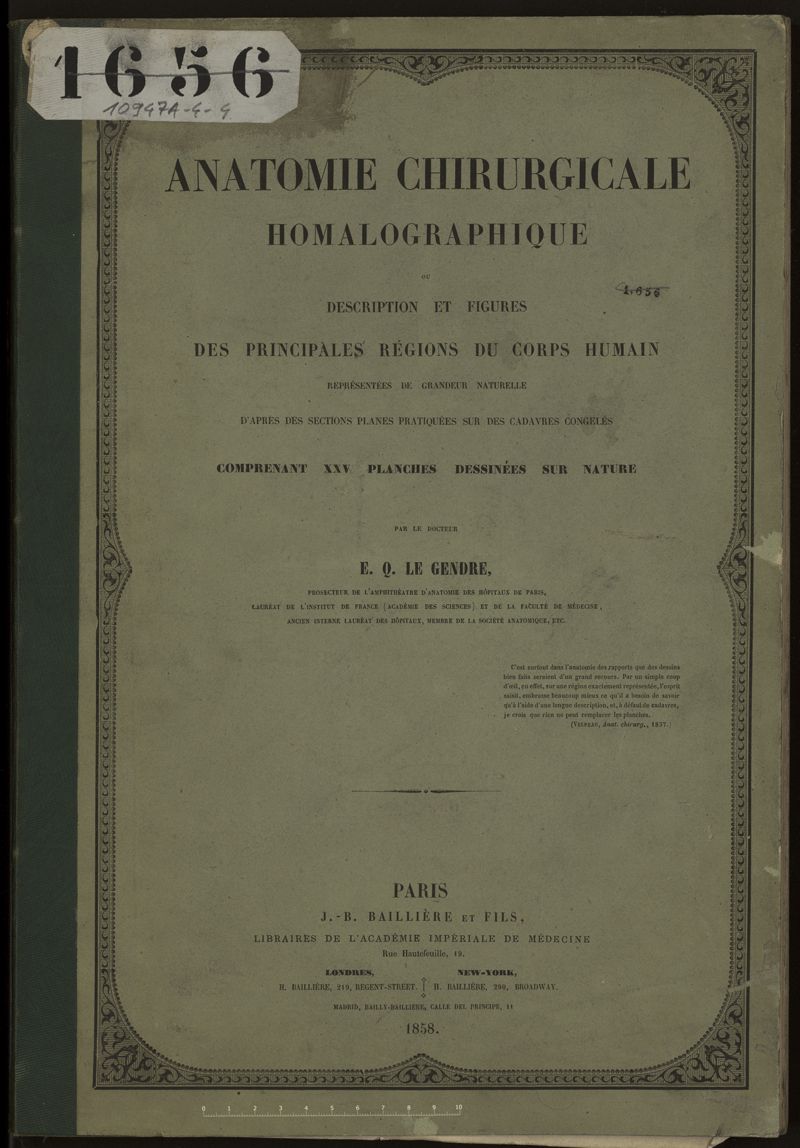 1656
10947A-4-4
ANATOMIE CHIRURGICALE
HOMALOGRAPHIQUE
OU
1.656
DESCRIPTION ET FIGURES
DES PRINCIPALES RÉGIONS DU CORPS HUMAIN
REPRÉSENTÉES DE GRANDEUR NATURELLE
D'APRES DES SECTIONS PLANES PRATIQUÉES SUR DES CADAVRES CONGELÉS
COMPRENANT XXV PLANCHES DESSINÉES SUR NATURE
PAR LE DOCTEUR
E. Q. LE GENDRE,
PROSECTEUR DE L'AMPHITHÉATRE D'ANATOMIE DES HÔPITAUX DE PARIS,
LAURÉAT DE L'INSTITUT DE FRANCE (ACADÉMIE DES SCIENCES) ET DE LA FACULTÉ DE MÉDECINE,
ANCIEN INTERNE LAURÉAT DES HÔPITAUX, MEMBRE DE LA SOCIÉTÉ ANATOMIQUE, ETC.
C'est surtout dans l'anatomie des rapports que des dessins
bien faits seraient d'un grand secours. Par un simple coup
d'œil, en effet, sur une région exactement représentée, l'esprit
saisit, embrasse beaucoup mieux ce qu'il a besoin de savoir
qu'à l'aide d'une longue description, et, à défaut de cadavres,
je crois que rien ne peut remplacer les planches.
(VELPEAU, Anat. chirurg., 1837.)
PARIS
J.-B. BAILLIÈRE ET FILS,
LIBRAIRES DE L'ACADÉMIE IMPÉRIALE DE MÉDECINE
Rue Hautefeuille, 19.
LONDRES, NEW-YORK,
H. BAILLIÈRE, 219, REGENT-STREET. H. BAILLIÈRE, 290, BROADWAY.
MADRID, BAILLY-BAILLIÈRE, CALLE DEL PRINCIPE, 11
1858.
0 1 2 3 4 5 6 7 8 9 10